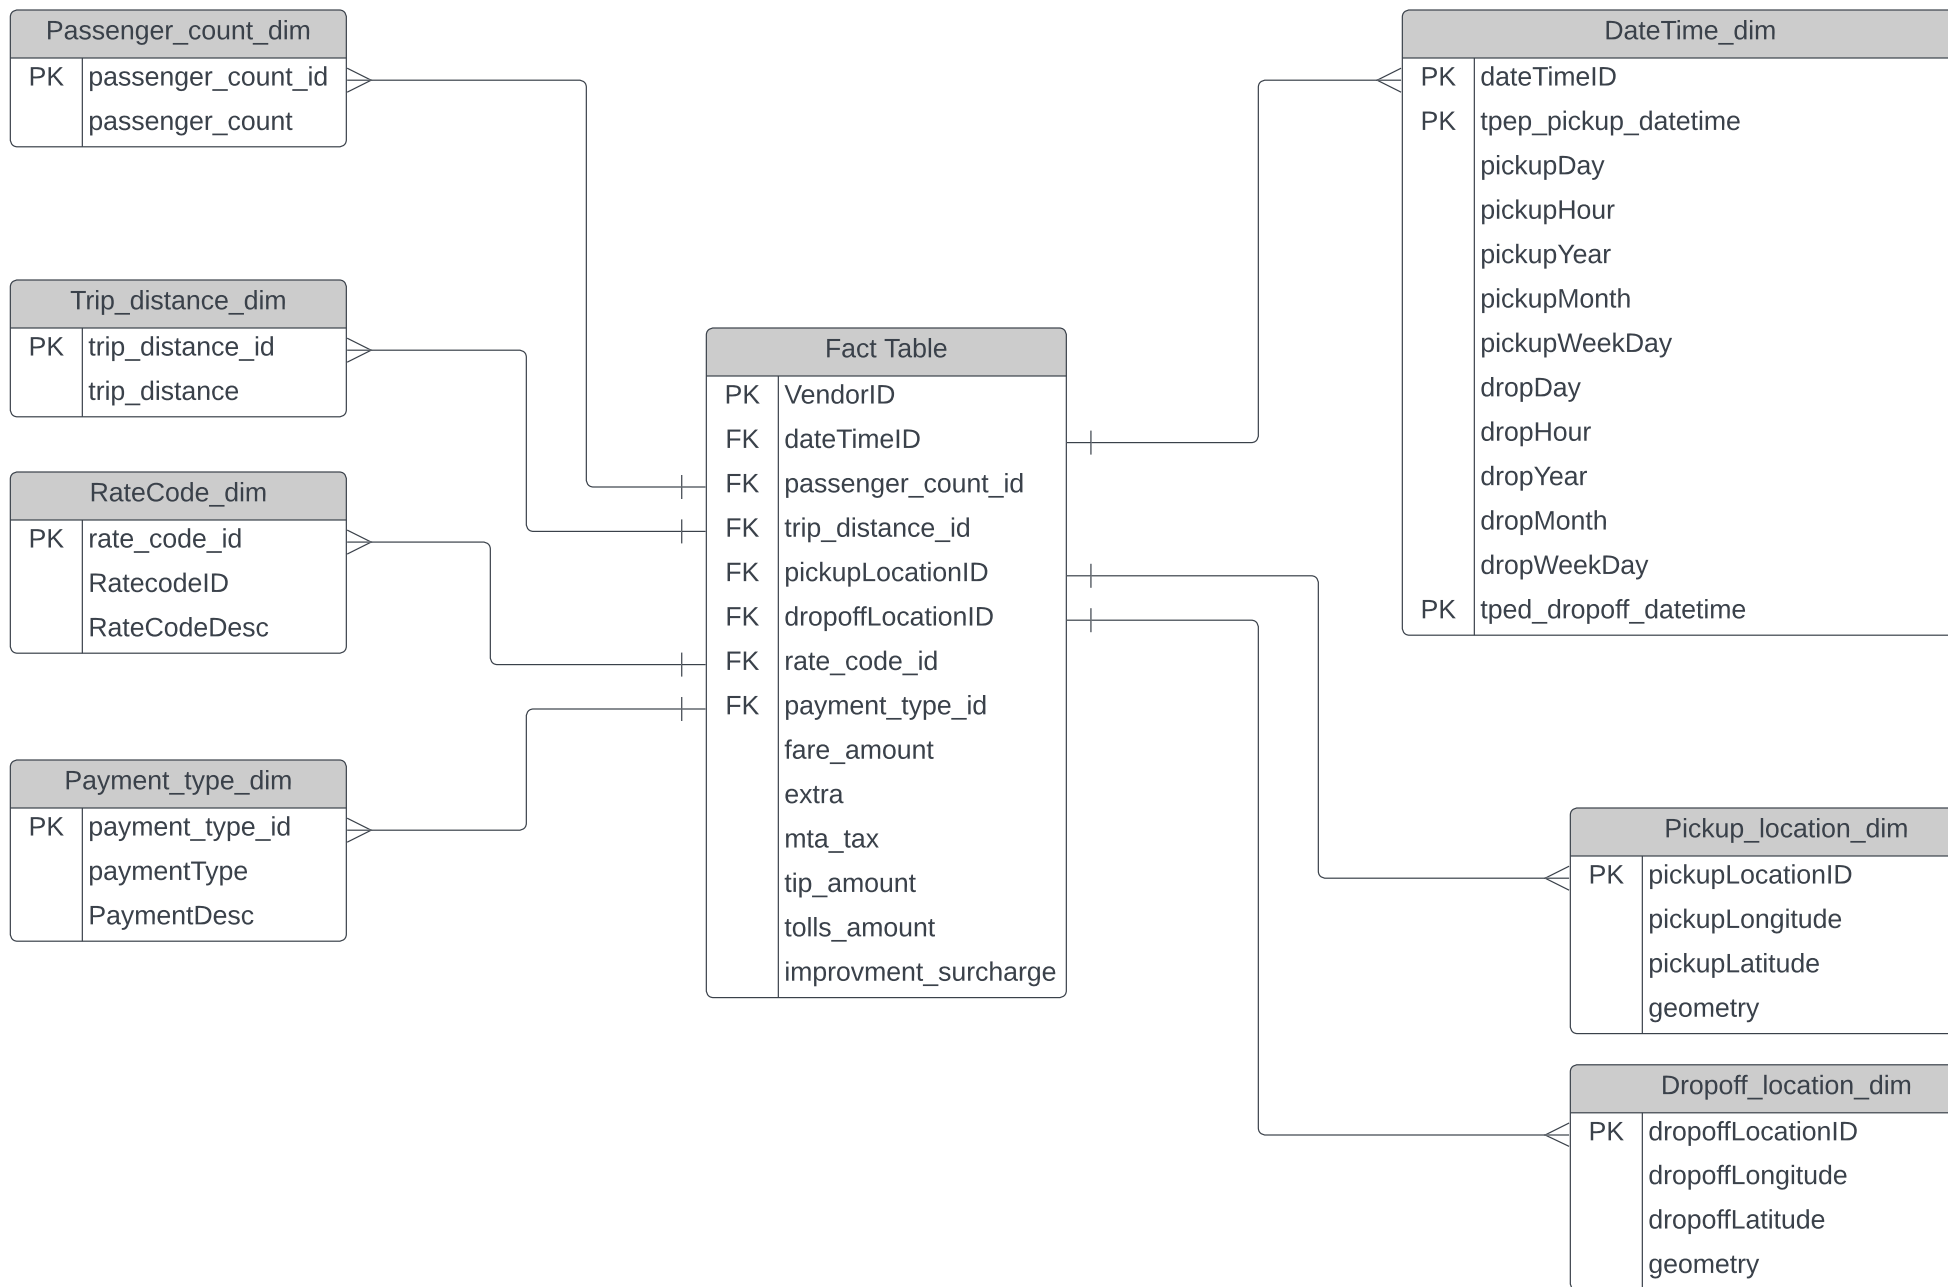 Passenger_count_dim
PK passenger_count_id
passenger_count
Trip_distance_dim
PK trip_distance_id
trip_distance
RateCode_dim
PK rate_code_id
RatecodeID
RateCodeDesc
Payment_type_dim
PK payment_type_id
paymentType
PaymentDesc
Fact Table
PK VendorID
FK dateTimeID
FK passenger_count_id
FK trip_distance_id
FK pickupLocationID
FK dropoffLocationID
FK rate_code_id
FK payment_type_id
fare_amount
extra
mta_tax
tip_amount
tolls_amount
improvment_surcharge
DateTime_dim
PK dateTimeID
PK tpep_pickup_datetime
pickupDay
pickupHour
pickupYear
pickupMonth
pickupWeekDay
dropDay
dropHour
dropYear
dropMonth
dropWeekDay
PK tped_dropoff_datetime
Pickup_location_dim
PK pickupLocationID
pickupLongitude
pickupLatitude
geometry
Dropoff_location_dim
PK dropoffLocationID
dropoffLongitude
dropoffLatitude
geometry